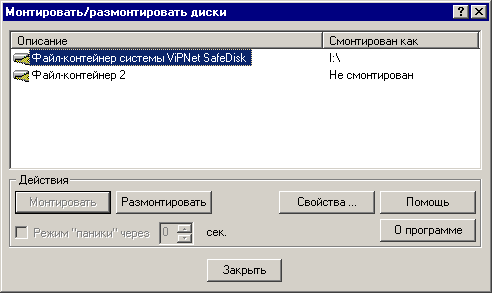 Монтировать/размонтировать диски
Описание Смонтирован как
Файл-контейнер системы ViPNet SafeDisk I:\
Файл-контейнер 2 Не смонтирован
Действия
Монтировать Размонтировать Свойства ... Помощь
Режим "паники" через 0 сек. О программе
Закрыть